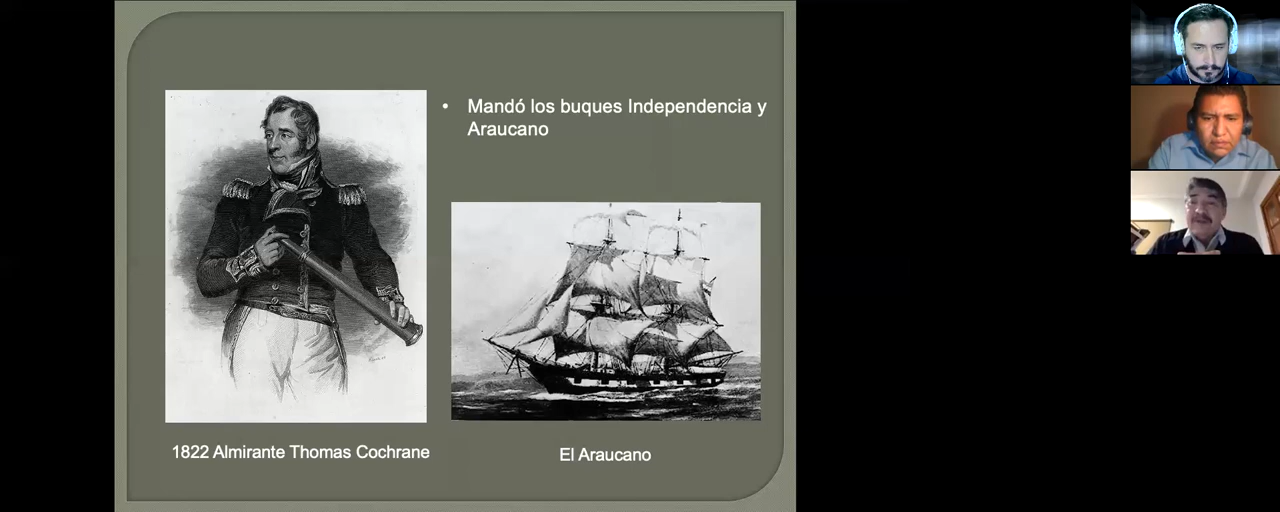 • Mandó los buques Independencia y
Araucano
1822 Almirante Thomas Cochrane
El Araucano